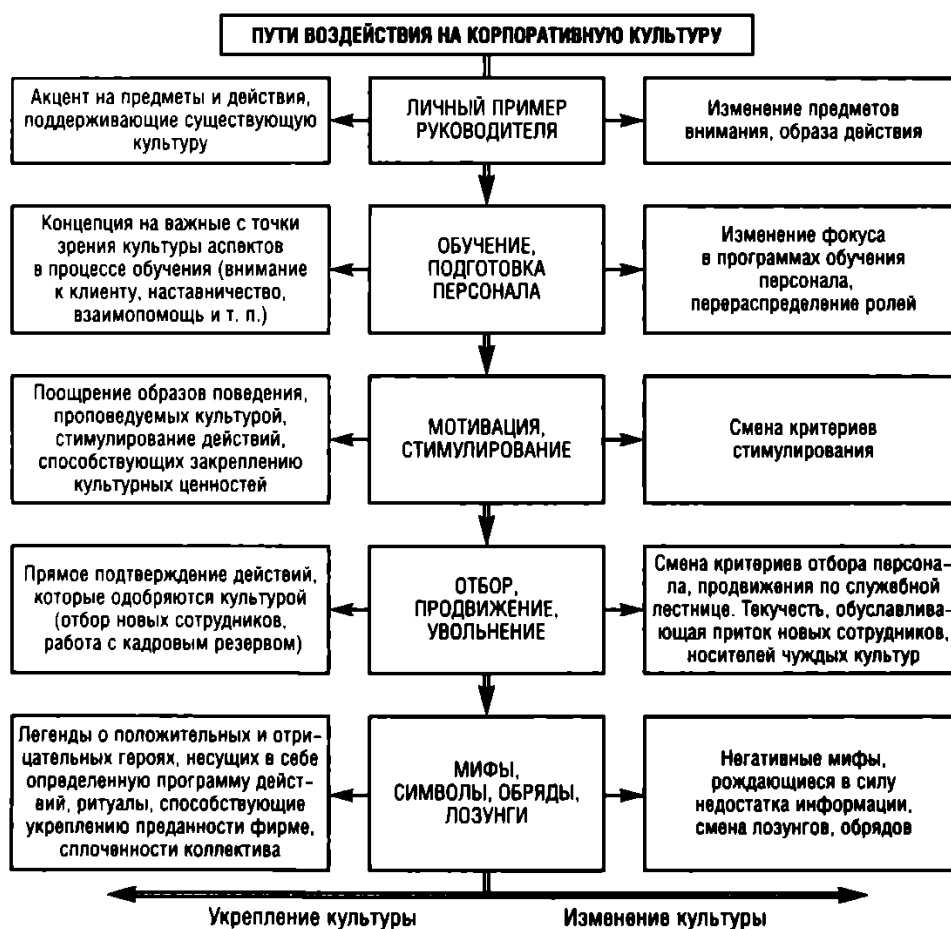 ПУТИ ВОЗДЕЙСТВИЯ НА КОРПОРАТИВНУЮ КУЛЬТУРУ
Акцент на предметы и действия,
поддерживающие существующую
культуру
ЛИЧНЫЙ ПРИМЕР
РУКОВОДИТЕЛЯ
Изменение предметов
внимания, образа действия
Концепция на важные с точки
зрения культуры аспектов
в процессе обучения (внимание
к клиенту, наставничество,
взаимопомощь и т. п.)
ОБУЧЕНИЕ,
ПОДГОТОВКА
ПЕРСОНАЛА
Изменение фокуса
в программах обучения
персонала,
перераспределение ролей
Поощрение образов поведения,
проповедуемых культурой,
стимулирование действий,
способствующих закреплению
культурных ценностей
МОТИВАЦИЯ,
СТИМУЛИРОВАНИЕ
Смена критериев
стимулирования
Прямое подтверждение действий,
которые одобряются культурой
(отбор новых сотрудников,
работа с кадровым резервом)
ОТБОР,
ПРОДВИЖЕНИЕ,
УВОЛЬНЕНИЕ
Смена критериев отбора персона-
ла, продвижения по служебной
лестнице. Текучесть, обуславлива-
ющая приток новых сотрудников,
носителей чуждых культур
Легенды о положительных и отри-
цательных героях, несущих в себе
определенную программу дейст-
вий, ритуалы, способствующие
укреплению преданности фирме,
сплоченности коллектива
МИФЫ,
СИМВОЛЫ, ОБРЯДЫ,
ЛОЗУНГИ
Негативные мифы,
рождающиеся в силу
недостатка информации,
смена лозунгов, обрядов
Укрепление культуры
Изменение культуры